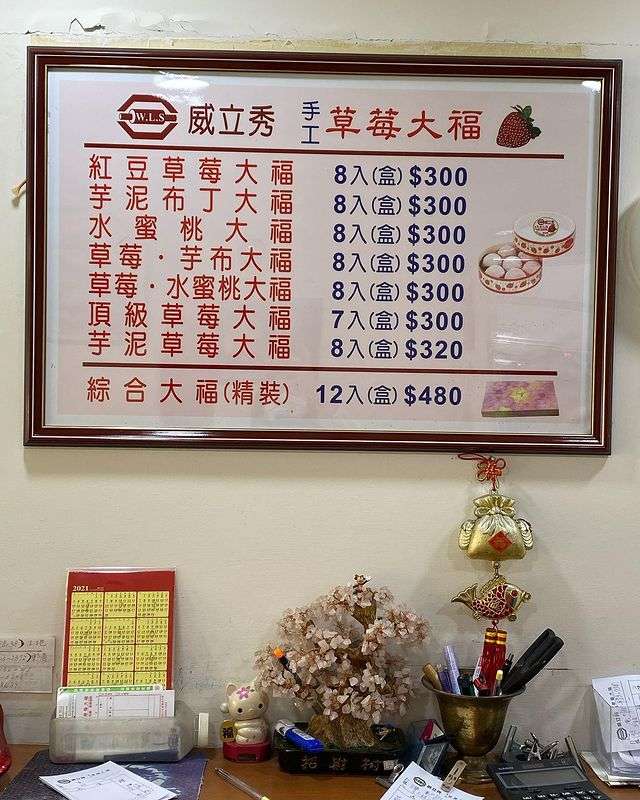 W.L.S 威立秀 手工 草莓大福
紅豆草莓大福 8入(盒) $300
芋泥布丁大福 8入(盒) $300
水蜜桃大福 8入(盒) $300
草莓·芋布大福 8入(盒) $300
草莓·水蜜桃大福 8入(盒) $300
頂級草莓大福 7入(盒) $300
芋泥草莓大福 8入(盒) $320
綜合大福(精裝) 12入(盒) $480
2021